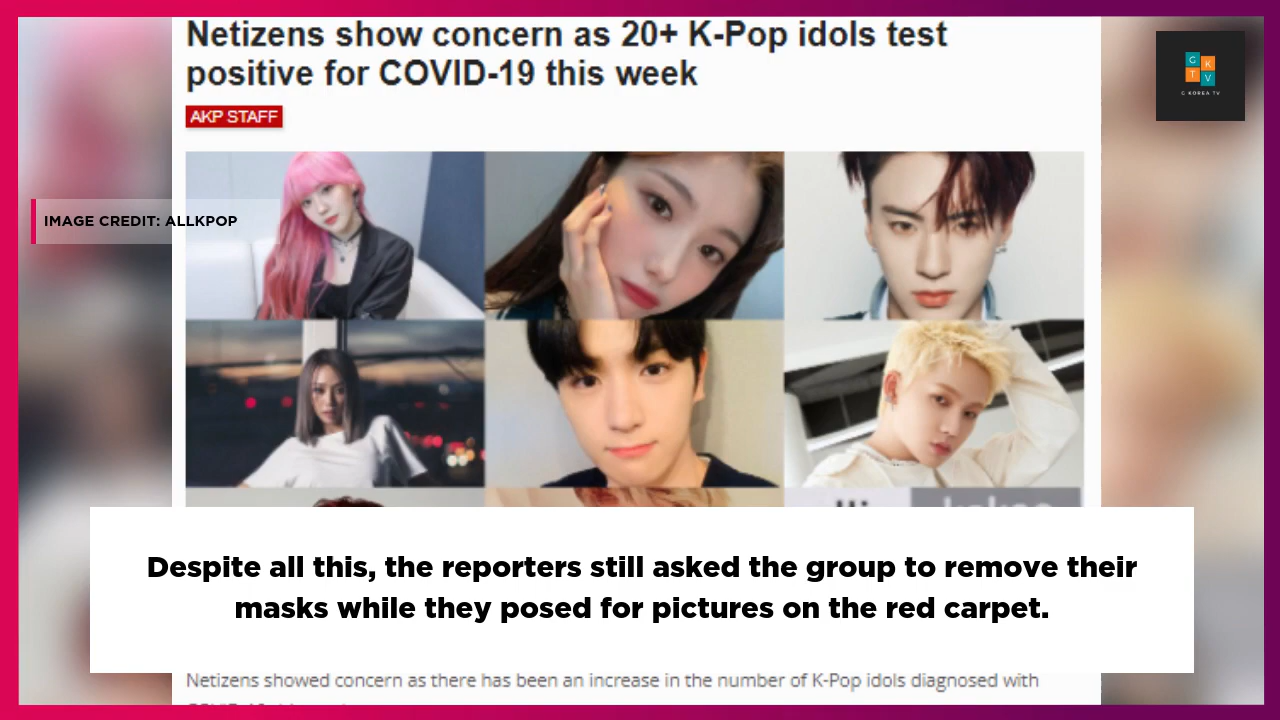 Netizens show concern as 20+ K-Pop idols test
positive for COVID-19 this week
AKP STAFF
G K
T V
G KOREA TV
IMAGE CREDIT: ALLKPOP
Despite all this, the reporters still asked the group to remove their
masks while they posed for pictures on the red carpet.
Netizens showed concern as there has been an increase in the number of K-Pop idols diagnosed with